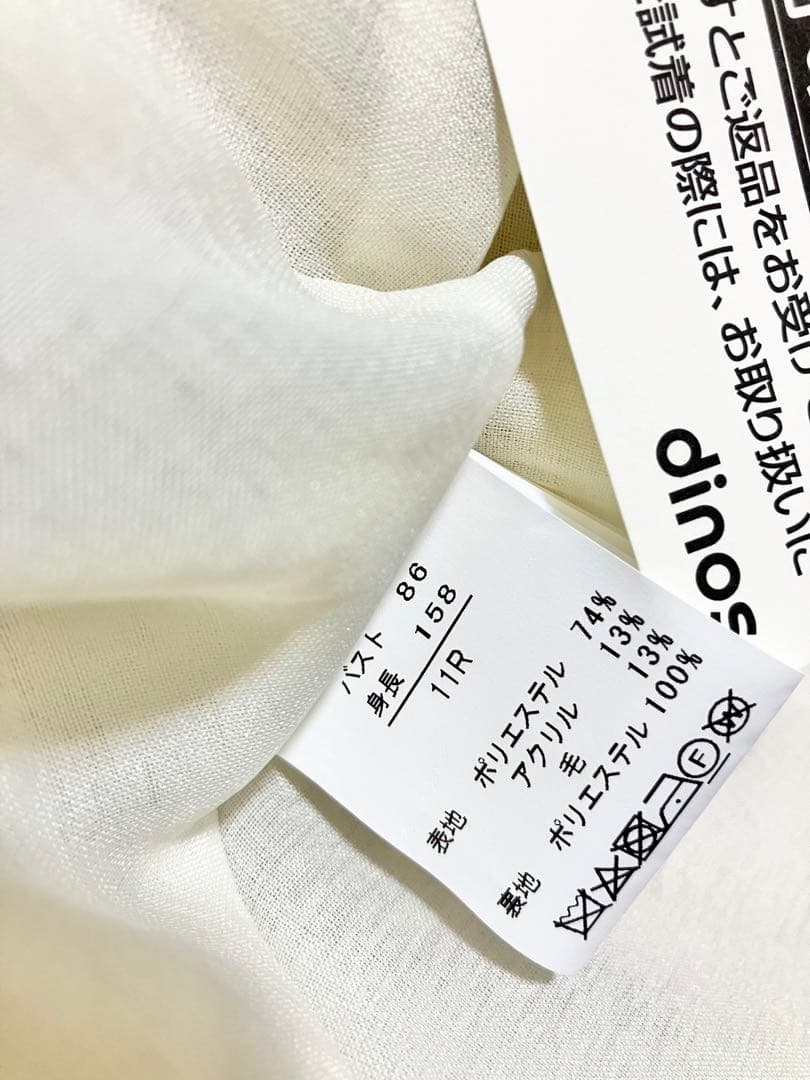 すとご返品をお受け
試着の際には、お取り扱いに
dinos
バスト 86
身長 158
11R
表地 ポリエステル 74%
アクリル 13%
毛 13%
裏地 ポリエステル 100%
F
W